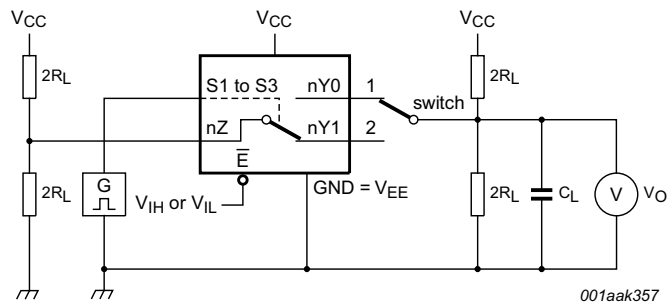 VCC
VCC
VCC
2RL
S1 to S3
nY0
1
2RL
switch
nZ
nY1
2
E
2RL
G
VIH or VIL
GND = VEE
2RL
CL
V
VO
001aak357